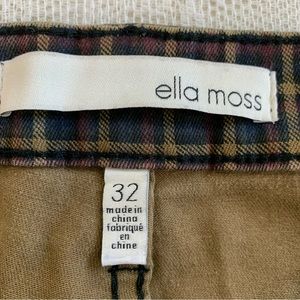 ella moss
32
made in
china
fabriqué
en
chine